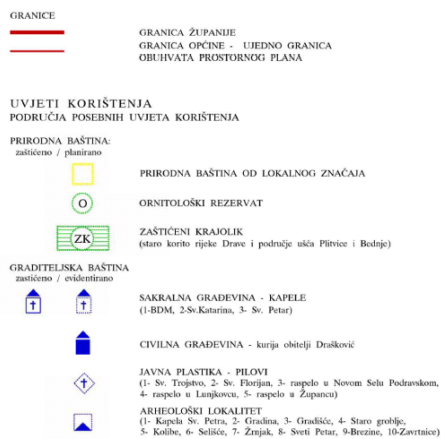 GRANICE
GRANICA ŽUPANIJE
GRANICA OPĆINE - UJEDNO GRANICA
OBUHVATA PROSTORNOG PLANA
UVJETI KORIŠTENJA
PODRUČJA POSEBNIH UVJETA KORIŠTENJA
PRIRODNA BAŠTINA:
zaštićeno / planirano
PRIRODNA BAŠTINA OD LOKALNOG ZNAČAJA
O
ORNITOLOŠKI REZERVAT
ZK
ZAŠTIĆENI KRAJOLIK
(staro korito rijeke Drave i područje ušća Plitvice i Bednje)
GRADITELJSKA BAŠTINA
zaštićeno / evidentirano
SAKRALNA GRAĐEVINA - KAPELE
(1-BDM, 2-Sv.Katarina, 3- Sv. Petar)
CIVILNA GRAĐEVINA - kurija obitelji Drašković
JAVNA PLASTIKA - PILOVI
(1- Sv. Trojstvo, 2- Sv. Florijan, 3- raspelo u Novom Selu Podravskom,
4- raspelo u Lunjkovcu, 5- raspelo u Župancu)
ARHEOLOŠKI LOKALITET
(1- Kapela Sv. Petra, 2- Gradina, 3- Gradišće, 4- Staro groblje,
5- Kolibe, 6- Selišče, 7- Žrnjak, 8- Sveti Petar, 9-Brezine, 10-Zavrtnice)